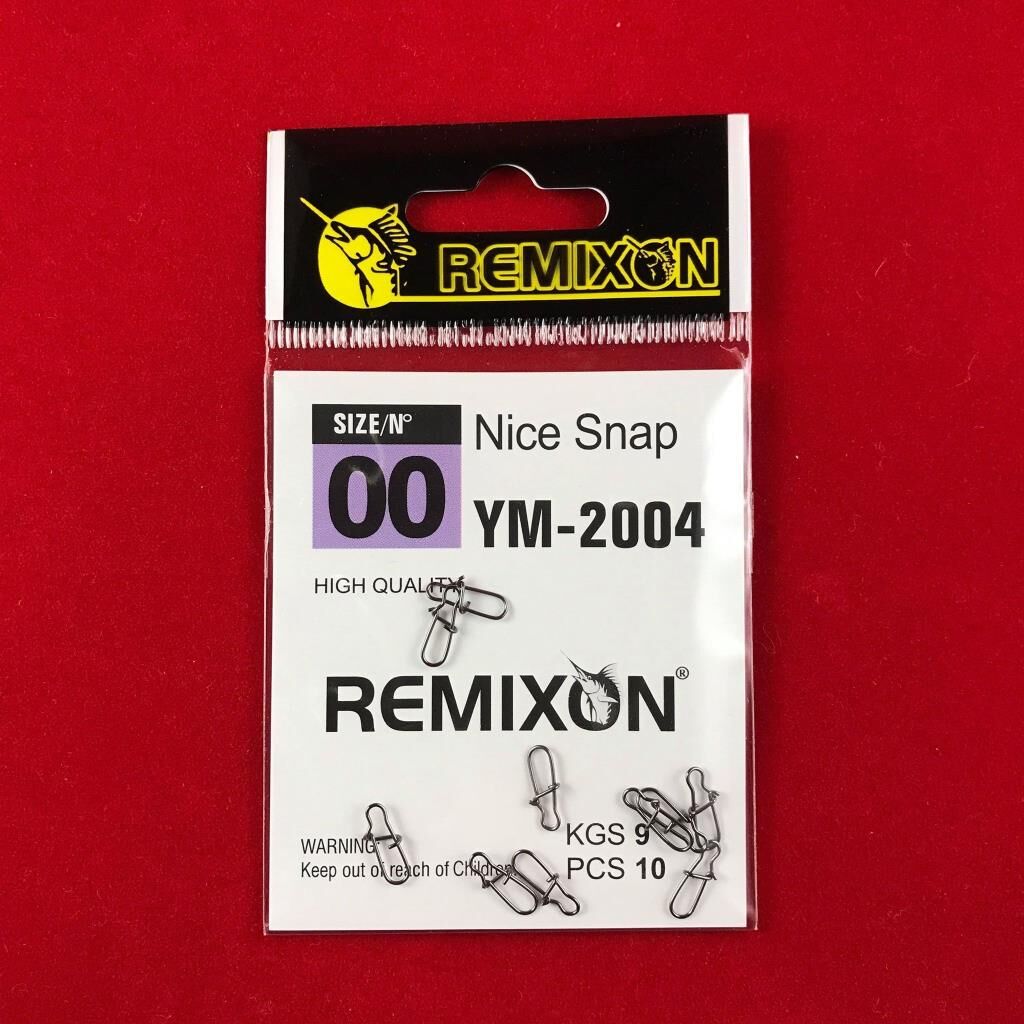 REMIXON
SIZE/Nº
00
Nice Snap
YM-2004
HIGH QUALITY
REMIXON®
WARNING:
Keep out of reach of Children
KGS 9
PCS 10